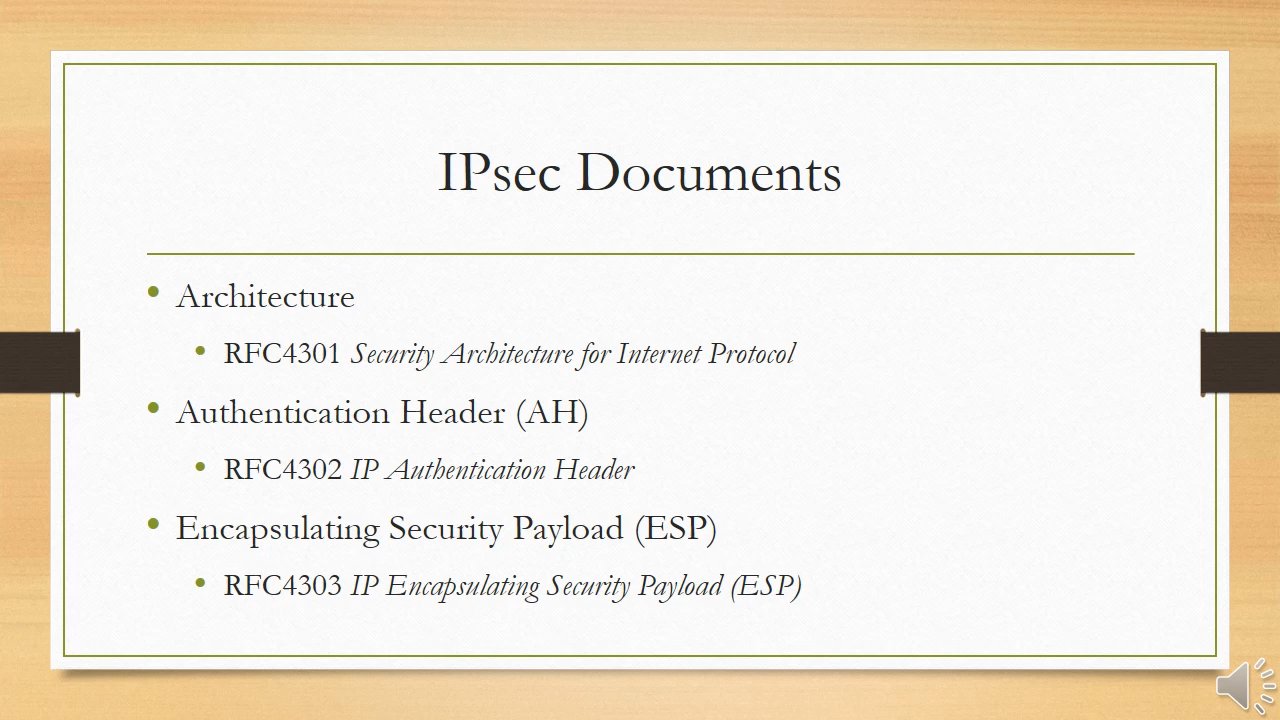 IPsec Documents
• Architecture
• RFC4301 Security Architecture for Internet Protocol
• Authentication Header (AH)
• RFC4302 IP Authentication Header
• Encapsulating Security Payload (ESP)
• RFC4303 IP Encapsulating Security Payload (ESP)